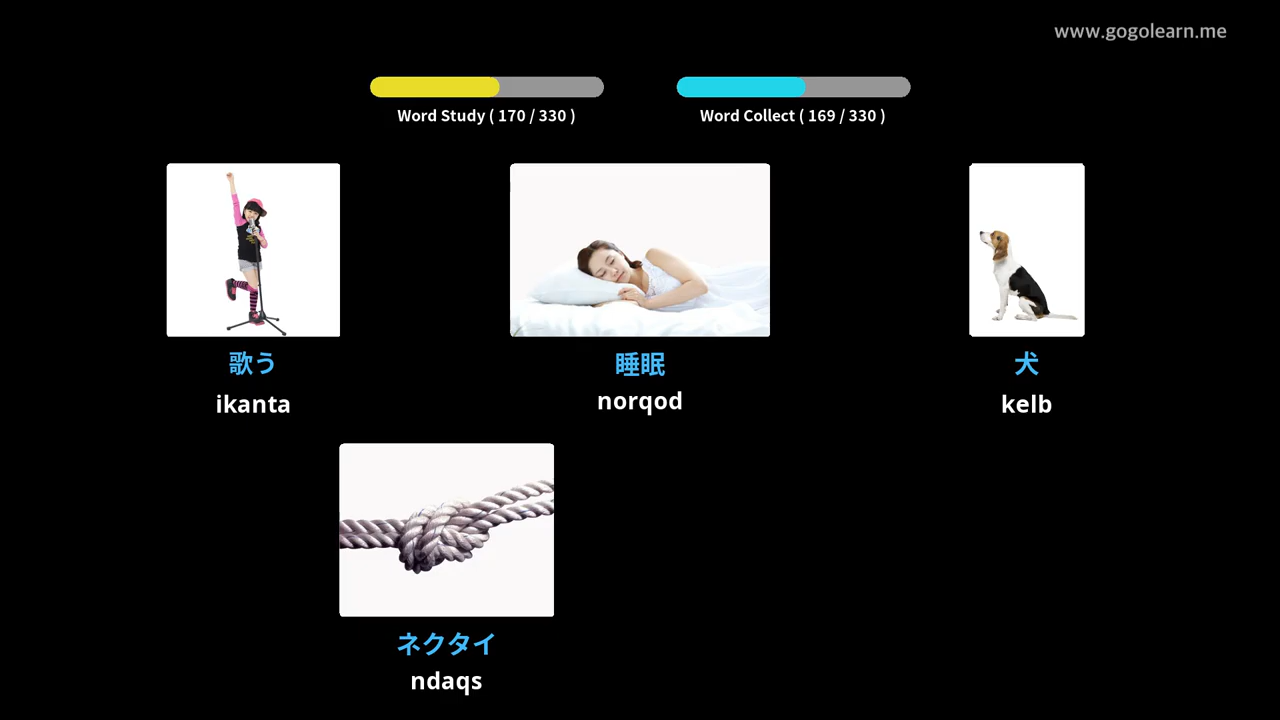 www.gogolearn.me
Word Study ( 170 / 330 )
Word Collect ( 169 / 330 )
歌う
ikanta
睡眠
norqod
犬
kelb
ネクタイ
ndaqs